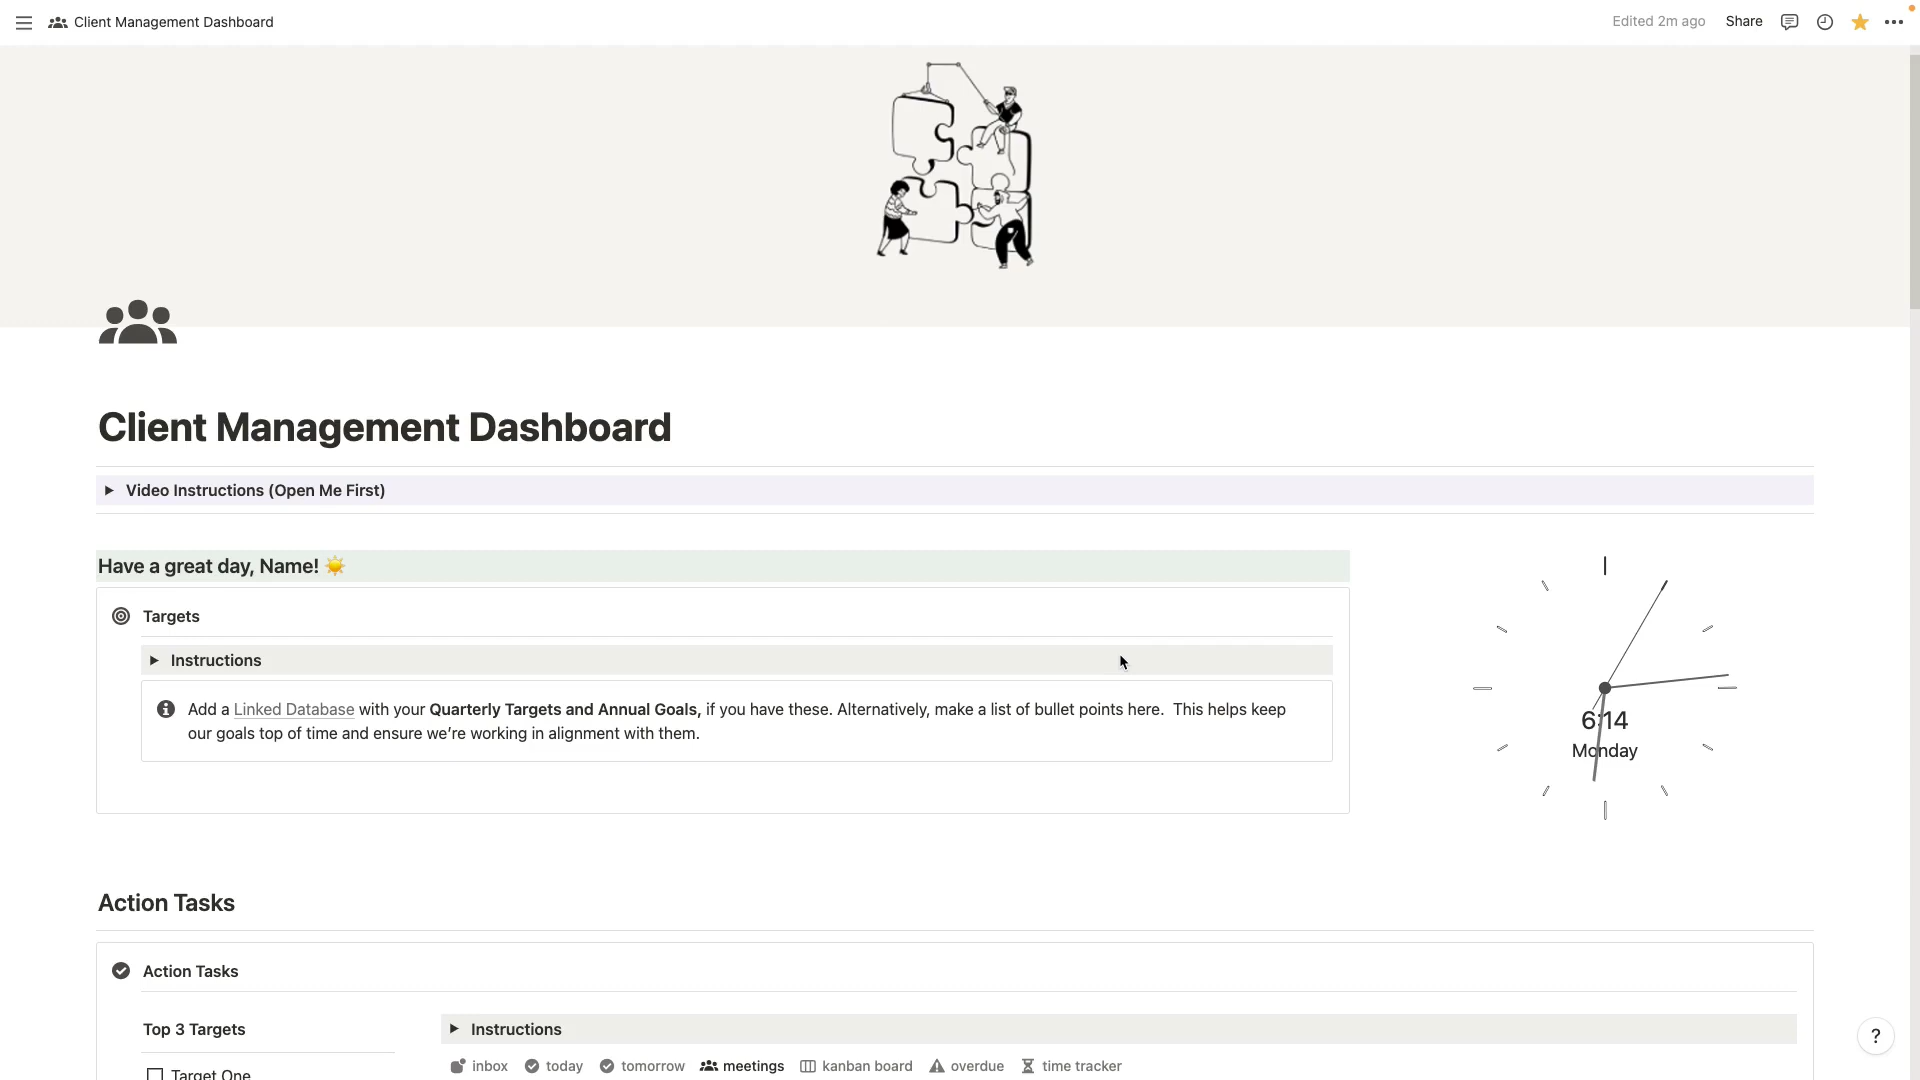 Client Management Dashboard
Edited 2m ago
Share
Client Management Dashboard
Video Instructions (Open Me First)
Have a great day, Name! ☀️
Targets
Instructions
Add a Linked Database with your Quarterly Targets and Annual Goals, if you have these. Alternatively, make a list of bullet points here. This helps keep
our goals top of time and ensure we’re working in alignment with them.
6:14
Monday
Action Tasks
Action Tasks
Top 3 Targets
Target One
Instructions
inbox today tomorrow meetings kanban board overdue time tracker
?